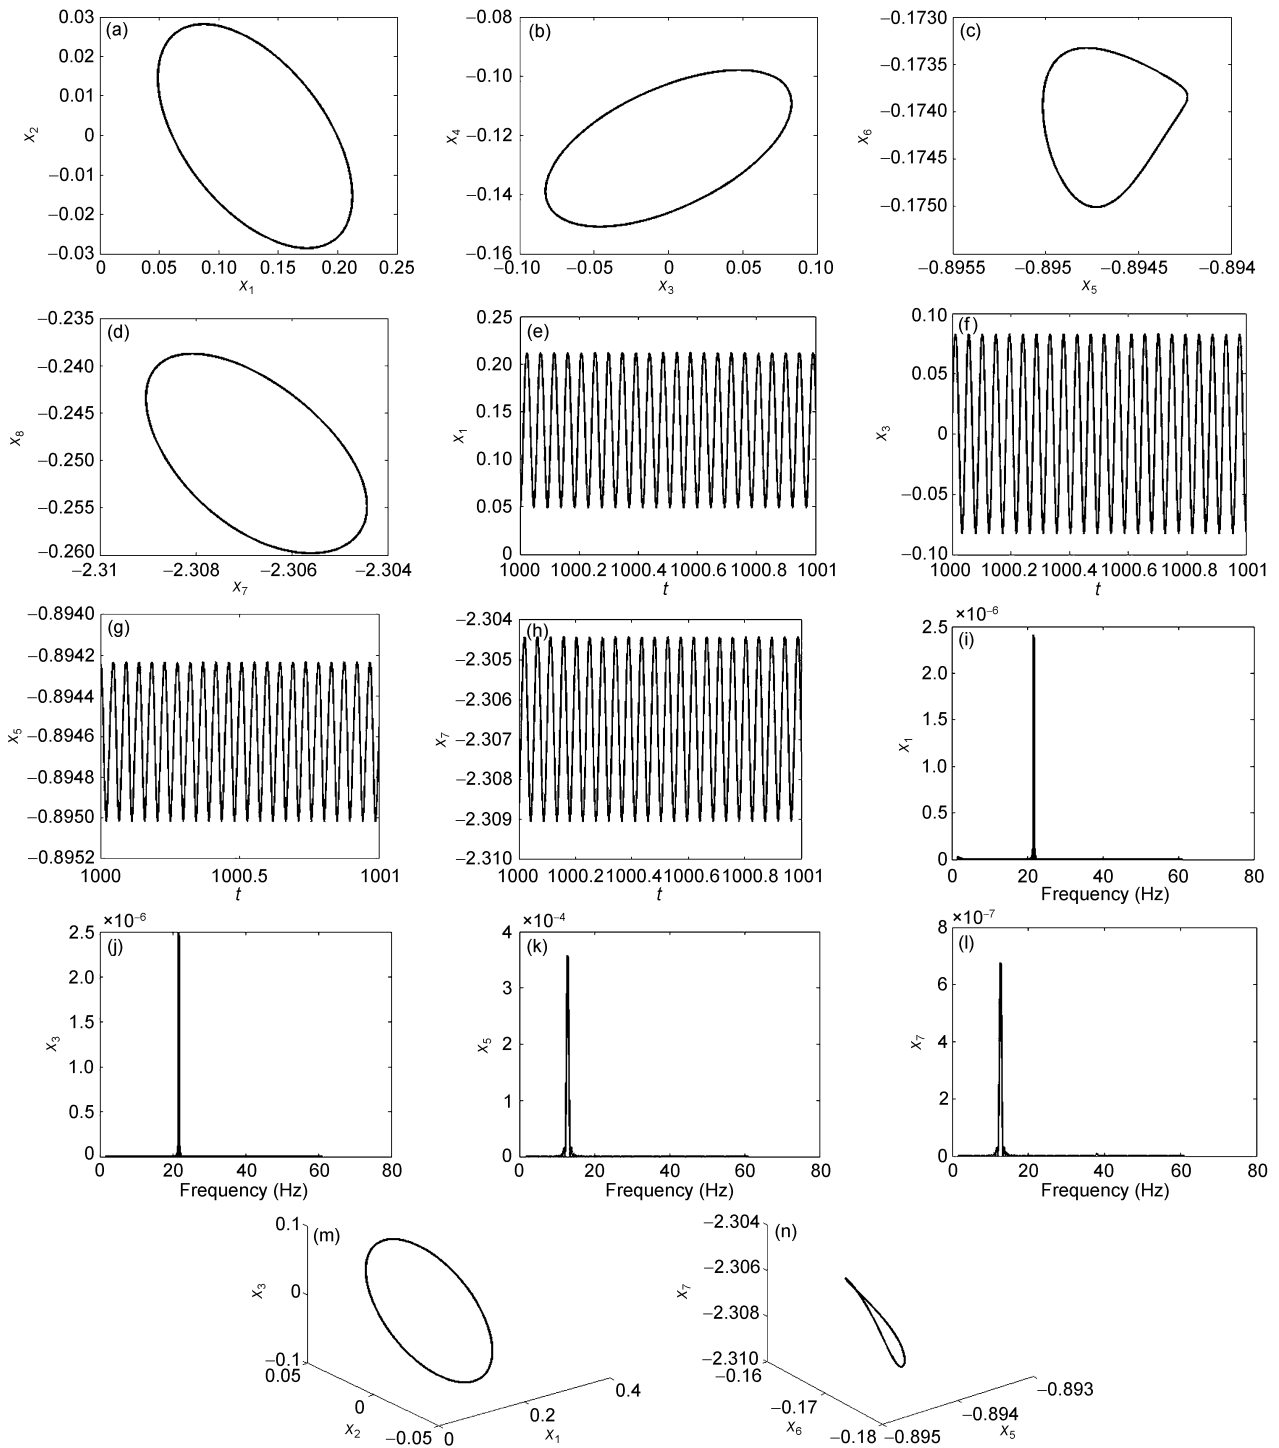 (a)
x2
0.03
0.02
0.01
0
−0.01
−0.02
−0.03
0 0.05 0.10 0.15 0.20 0.25
x1
(b)
x4
−0.08
−0.10
−0.12
−0.14
−0.16
−0.10 −0.05 0 0.05 0.10
x3
(c)
x6
−0.1730
−0.1735
−0.1740
−0.1745
−0.1750
−0.8955 −0.895 −0.8945 −0.894
x5
(d)
x8
−0.235
−0.240
−0.245
−0.250
−0.255
−0.260
−2.31 −2.308 −2.306 −2.304
x7
(e)
x1
0.25
0.20
0.15
0.10
0.05
0
1000 1000.2 1000.4 1000.6 1000.8 1001
t
(f)
x3
0.10
0.05
0
−0.05
−0.10
1000 1000.2 1000.4 1000.6 1000.8 1001
t
(g)
x5
−0.8940
−0.8942
−0.8944
−0.8946
−0.8948
−0.8950
−0.8952
1000 1000.5 1001
t
(h)
x7
−2.304
−2.305
−2.306
−2.307
−2.308
−2.309
−2.310
1000 1000.2 1000.4 1000.6 1000.8 1001
t
×10−6
(i)
x1
2.5
2.0
1.5
1.0
0.5
0
0 20 40 60 80
Frequency (Hz)
×10−6
(j)
x3
2.5
2.0
1.5
1.0
0.5
0
0 20 40 60 80
Frequency (Hz)
×10−4
(k)
x5
4
3
2
1
0
0 20 40 60 80
Frequency (Hz)
×10−7
(l)
x7
8
6
4
2
0
0 20 40 60 80
Frequency (Hz)
(m)
x3
0.1
0
−0.1
0.05
0
−0.05
x2
0
0.2
0.4
x1
(n)
x7
−2.304
−2.306
−2.308
−2.310
−0.16
−0.17
−0.18
x6
−0.895
−0.894
−0.893
x5